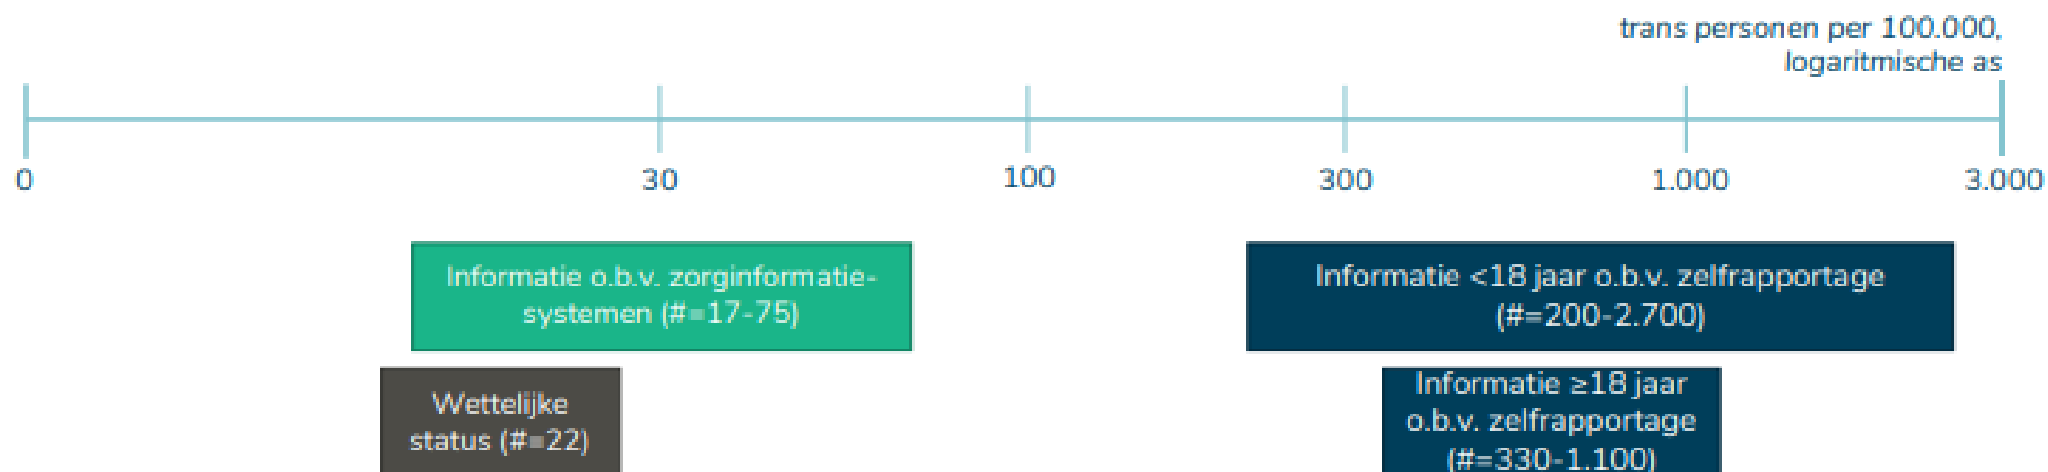 trans personen per 100.000,
logaritmische as
0
30
100
300
1.000
3.000
Informatie o.b.v. zorginformatie-
systemen (#=17-75)
Informatie <18 jaar o.b.v. zelfrapportage
(#=200-2.700)
Wettelijke
status (#=22)
Informatie ≥18 jaar
o.b.v. zelfrapportage
(#=330-1.100)